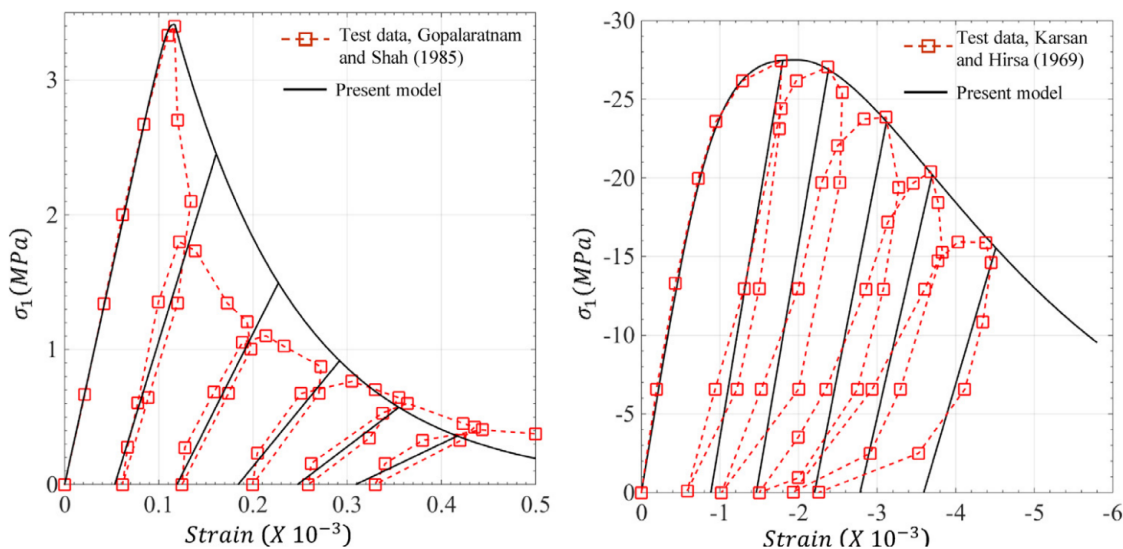 Test data, Gopalaratnam
and Shah (1985)
Present model
σ₁(MPa)
3
2
1
0
0 0.1 0.2 0.3 0.4 0.5
Strain (X 10⁻³)
Test data, Karsan
and Hirsa (1969)
Present model
σ₁(MPa)
-30
-25
-20
-15
-10
-5
0
0 -1 -2 -3 -4 -5 -6
Strain (X 10⁻³)